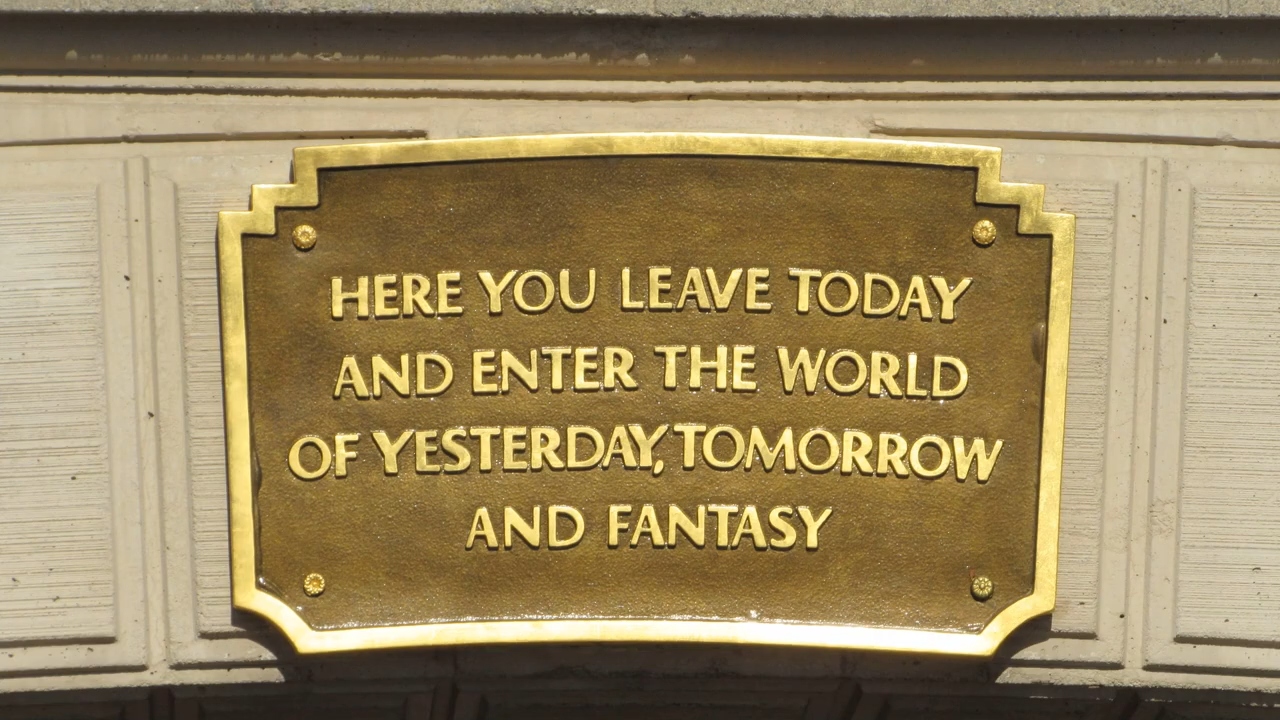 HERE YOU LEAVE TODAY
AND ENTER THE WORLD
OF YESTERDAY, TOMORROW
AND FANTASY